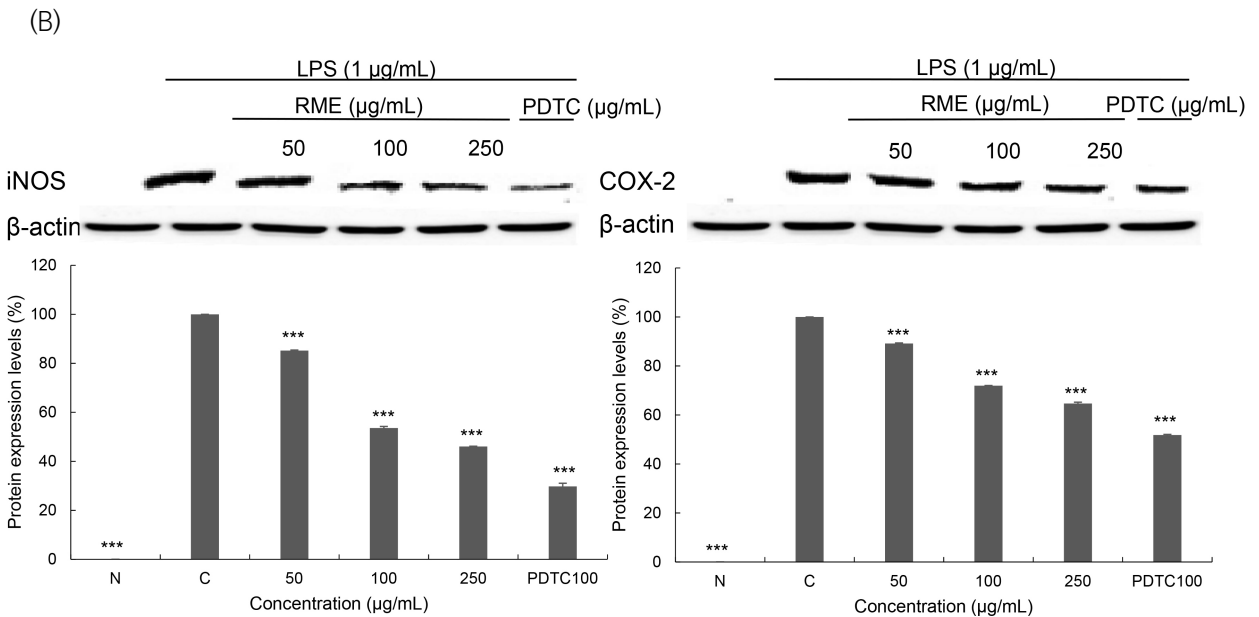 (B)
LPS (1 µg/mL)
RME (µg/mL)
PDTC (µg/mL)
50 100 250
iNOS
β-actin
120
100
80
60
40
20
0
Protein expression levels (%)
***
***
***
***
***
N C 50 100 250 PDTC100
Concentration (µg/mL)
LPS (1 µg/mL)
RME (µg/mL)
PDTC (µg/mL)
50 100 250
COX-2
β-actin
120
100
80
60
40
20
0
Protein expression levels (%)
***
***
***
***
***
N C 50 100 250 PDTC100
Concentration (µg/mL)